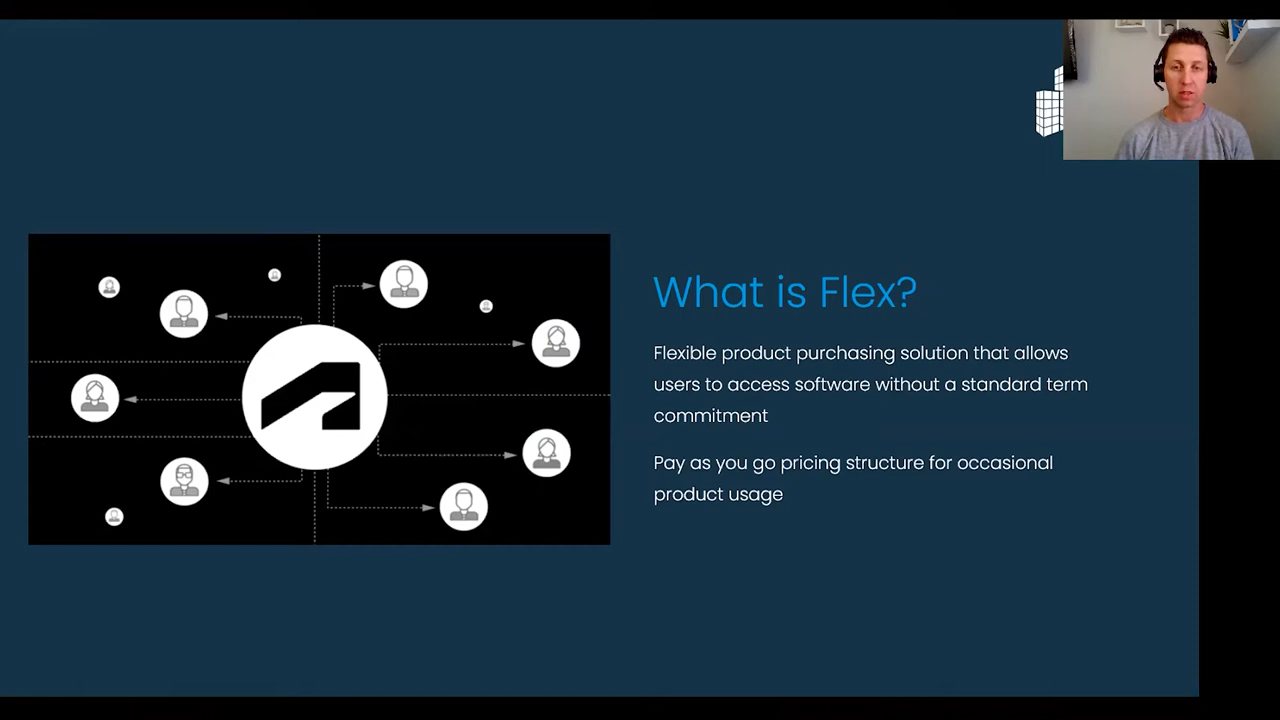 What is Flex?
Flexible product purchasing solution that allows
users to access software without a standard term
commitment
Pay as you go pricing structure for occasional
product usage